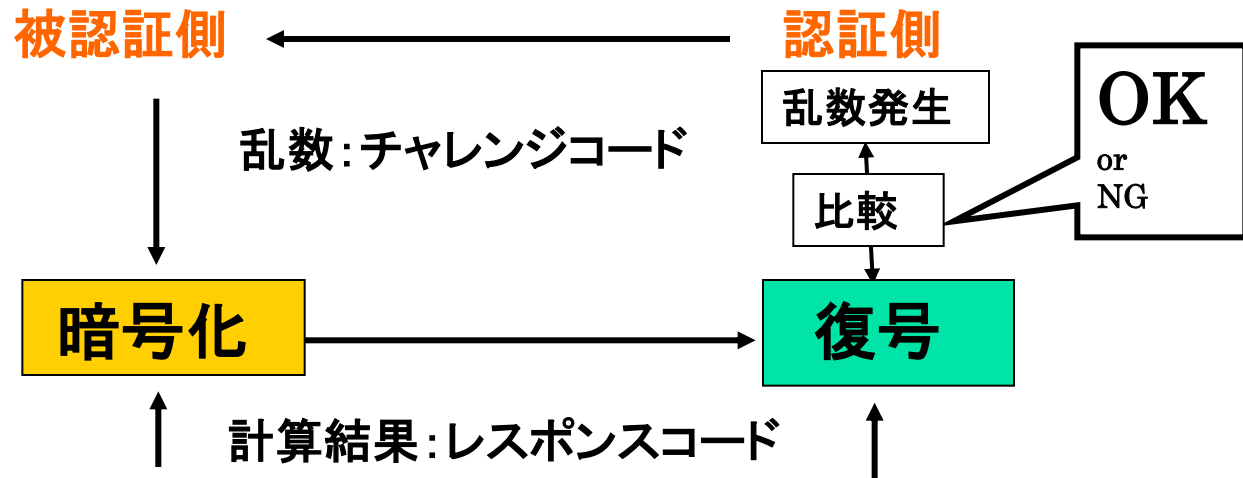 被認証側
認証側
乱数発生
OK
or
NG
乱数：チャレンジコード
比較
暗号化
復号
計算結果：レスポンスコード